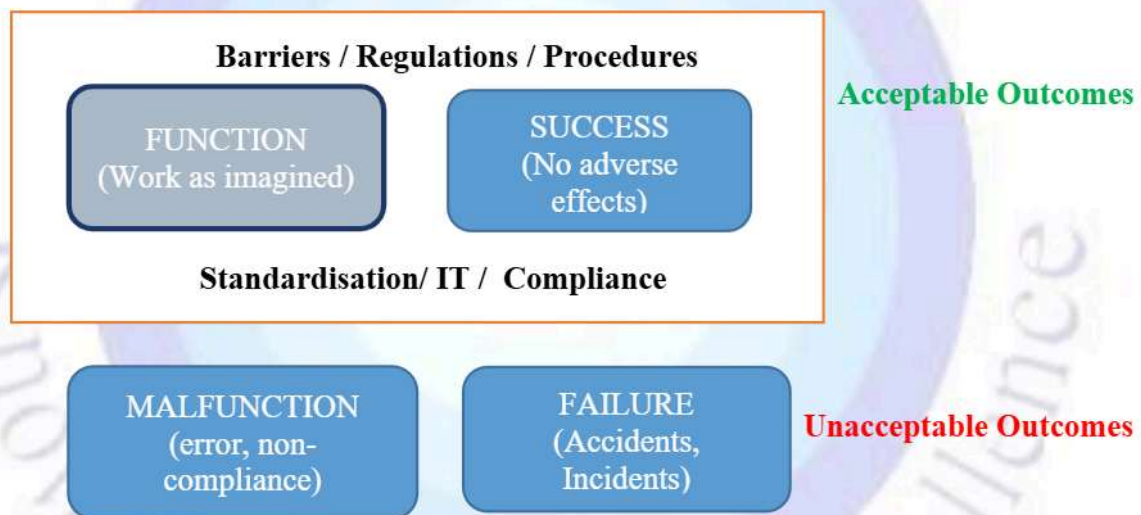 Barriers / Regulations / Procedures
Acceptable Outcomes
FUNCTION
(Work as imagined)
SUCCESS
(No adverse
effects)
Standardisation/ IT / Compliance
MALFUNCTION
(error, non-
compliance)
FAILURE
(Accidents,
Incidents)
Unacceptable Outcomes